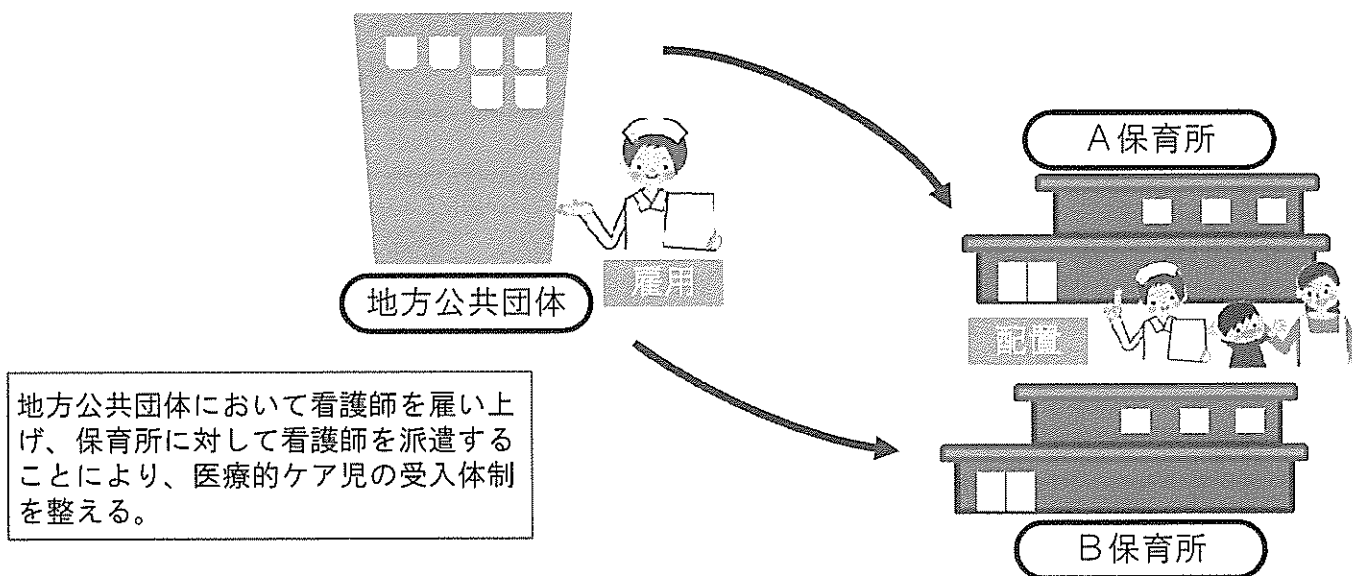 地方公共団体
雇用
地方公共団体において看護師を雇い上
げ、保育所に対して看護師を派遣する
ことにより、医療的ケア児の受入体制
を整える。
A保育所
配置
B保育所